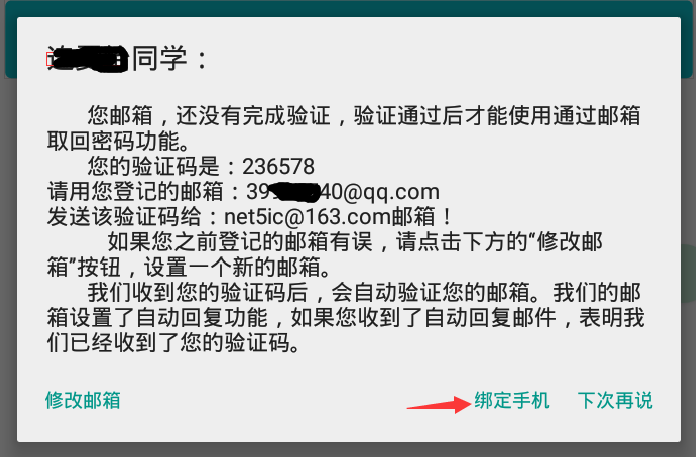 同学：
您邮箱，还没有完成验证，验证通过后才能使用通过邮箱
取回密码功能。
您的验证码是：236578
请用您登记的邮箱：39 40@qq.com
发送该验证码给：net5ic@163.com邮箱！
如果您之前登记的邮箱有误，请点击下方的“修改邮
箱”按钮，设置一个新的邮箱。
我们收到您的验证码后，会自动验证您的邮箱。我们的邮
箱设置了自动回复功能，如果您收到了自动回复邮件，表明我
们已经收到了您的验证码。
修改邮箱 绑定手机 下次再说